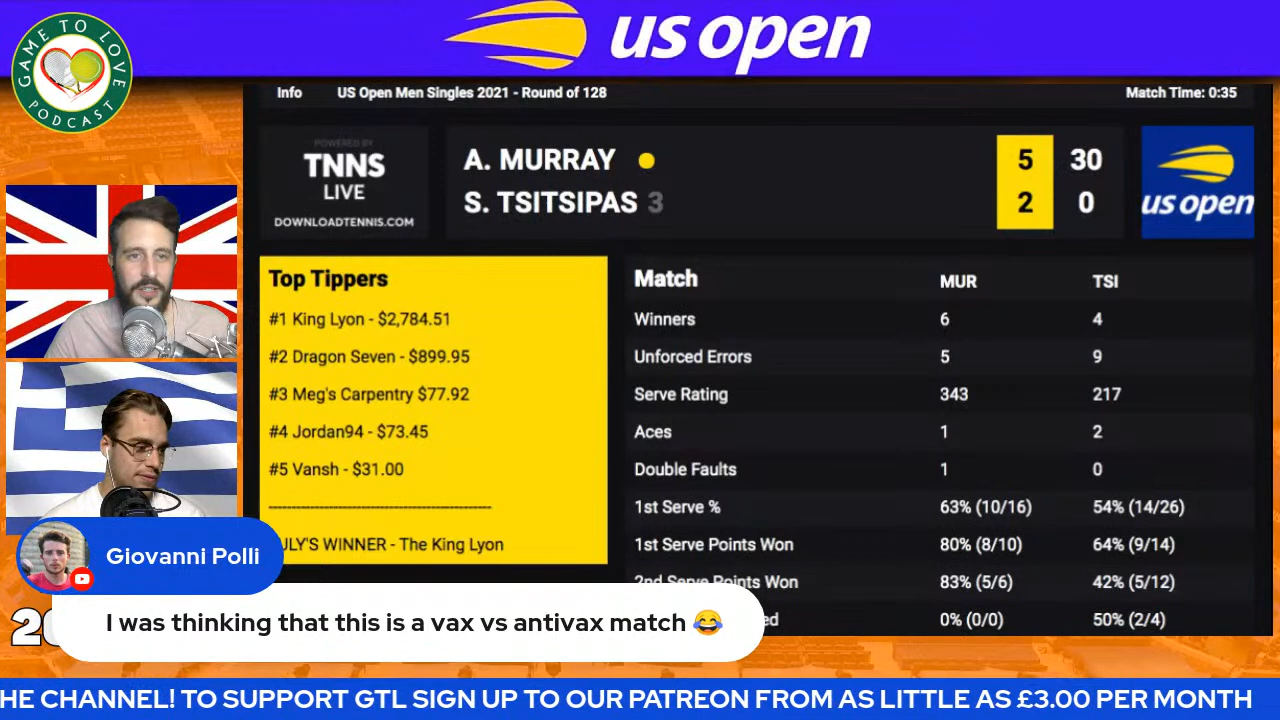 GAME TO LOVE
PODCAST
us open
Info US Open Men Singles 2021 - Round of 128 Match Time: 0:35
POWERED BY
TNNS
LIVE
DOWNLOADTENNIS.COM
A. MURRAY 5 30
S. TSITSIPAS 3 2 0
us open
Top Tippers
#1 King Lyon - $2,784.51
#2 Dragon Seven - $899.95
#3 Meg's Carpentry $77.92
#4 Jordan94 - $73.45
#5 Vansh - $31.00
ULY'S WINNER - The King Lyon
Match MUR TSI
Winners 6 4
Unforced Errors 5 9
Serve Rating 343 217
Aces 1 2
Double Faults 1 0
1st Serve % 63% (10/16) 54% (14/26)
1st Serve Points Won 80% (8/10) 64% (9/14)
2nd Serve Points Won 83% (5/6) 42% (5/12)
ed 0% (0/0) 50% (2/4)
Giovanni Polli
I was thinking that this is a vax vs antivax match 😂
HE CHANNEL! TO SUPPORT GTL SIGN UP TO OUR PATREON FROM AS LITTLE AS £3.00 PER MONTH